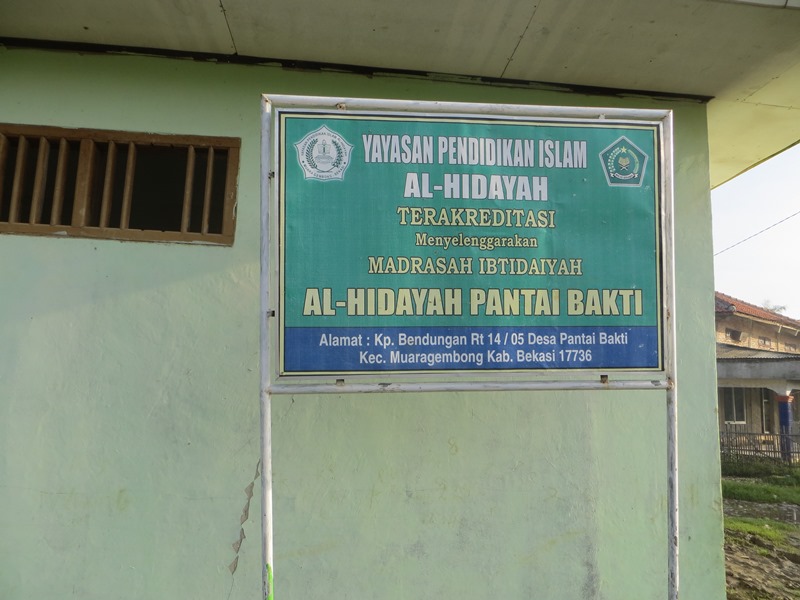 YAYASAN PENDIDIKAN ISLAM
AL-HIDAYAH
TERAKREDITASI
Menyelenggarakan
MADRASAH IBTIDAIYAH
AL-HIDAYAH PANTAI BAKTI
Alamat : Kp. Bendungan Rt 14 / 05 Desa Pantai Bakti
Kec. Muaragembong Kab. Bekasi 17736